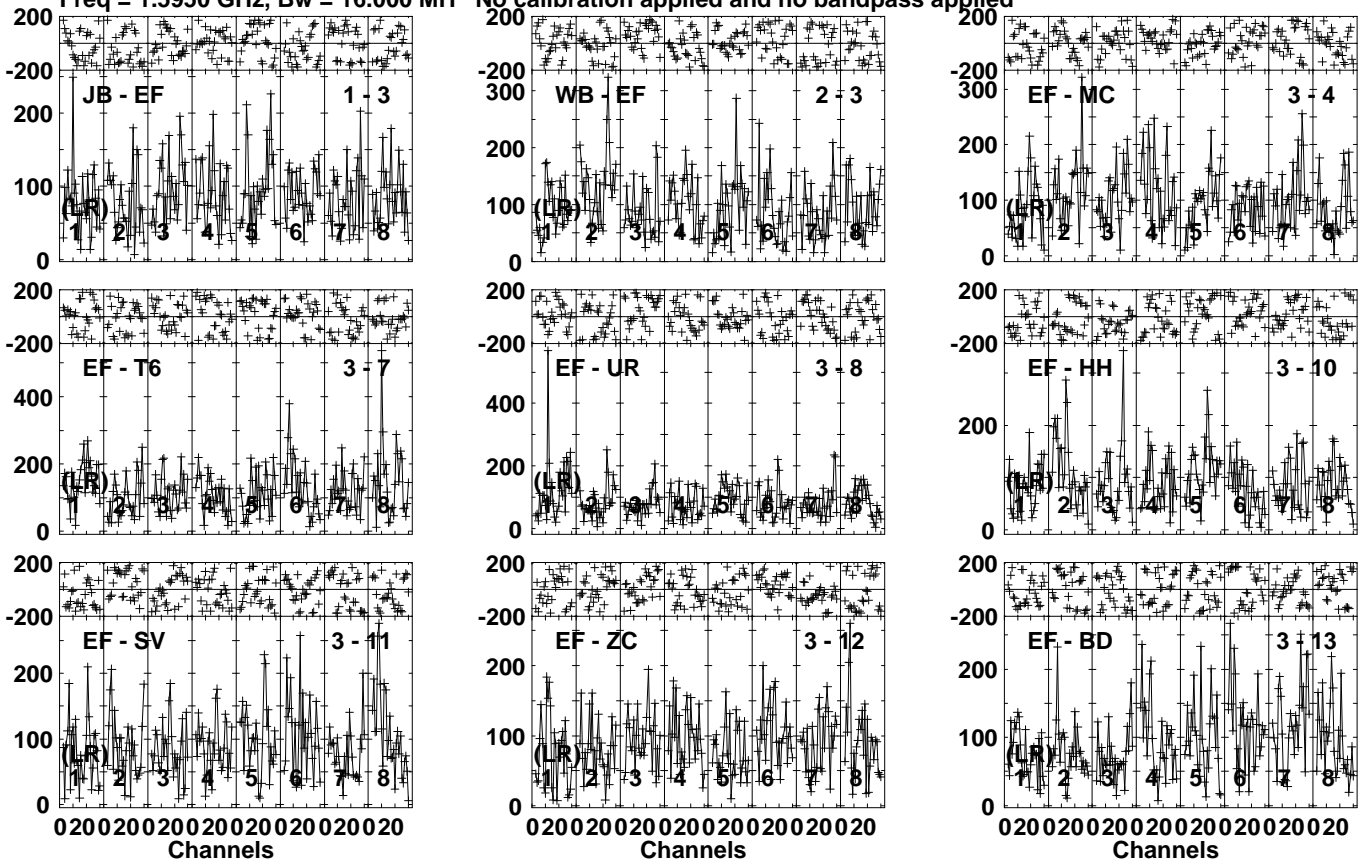 Freq = 1.5950 GHz, Bw = 16.000 MH No calibration applied and no bandpass applied
200
-200
JB - EF 1 - 3
200
100
0
(LR)
1 2 3 4 5 6 7 8
200
-200
WB - EF 2 - 3
300
200
100
0
(LR)
1 2 3 4 5 6 7 8
200
-200
EF - MC 3 - 4
300
200
100
0
(LR)
1 2 3 4 5 6 7 8
200
-200
EF - T6 3 - 7
400
200
0
(LR)
1 2 3 4 5 6 7 8
200
-200
EF - UR 3 - 8
400
200
0
(LR)
1 2 3 4 5 6 7 8
200
-200
EF - HH 3 - 10
200
0
(LR)
1 2 3 4 5 6 7 8
200
-200
EF - SV 3 - 11
200
100
0
(LR)
1 2 3 4 5 6 7 8
200
-200
EF - ZC 3 - 12
200
100
0
(LR)
1 2 3 4 5 6 7 8
200
-200
EF - BD 3 - 13
200
100
0
(LR)
1 2 3 4 5 6 7 8
0 20 0 20 0 20 0 20 0 20 0 20 0 20 0 20
Channels
0 20 0 20 0 20 0 20 0 20 0 20 0 20 0 20
Channels
0 20 0 20 0 20 0 20 0 20 0 20 0 20 0 20
Channels